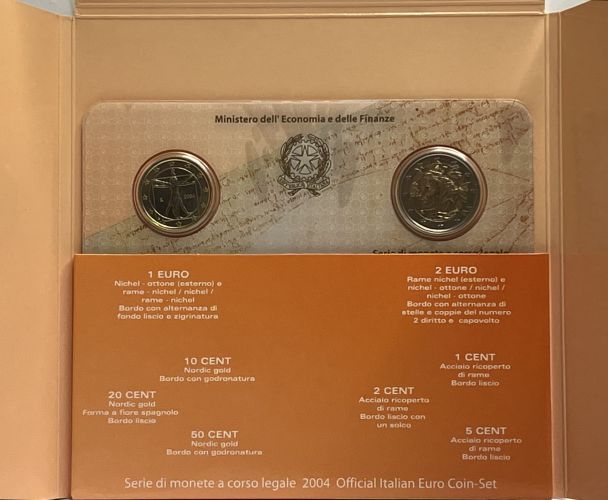 Ministero dell' Economia e delle Finanze
Serie di monete a corso legale
1 EURO
Nichel - ottone (esterno) e
rame - nichel / nichel /
rame - nichel
Bordo con alternanza di
fondo liscio e zigrinatura
2 EURO
Rame nichel (esterno) e
nichel - ottone / nichel /
nichel - ottone
Bordo con alternanza di
stelle e coppie del numero
2 diritto e capovolto
10 CENT
Nordic gold
Bordo con godronatura
1 CENT
Acciaio ricoperto
di rame
Bordo liscio
20 CENT
Nordic gold
Forma a fiore spagnolo
Bordo liscio
2 CENT
Acciaio ricoperto
di rame
Bordo liscio con
un solco
50 CENT
Nordic gold
Bordo con godronatura
5 CENT
Acciaio ricoperto
di rame
Bordo liscio
Serie di monete a corso legale 2004 Official Italian Euro Coin-Set